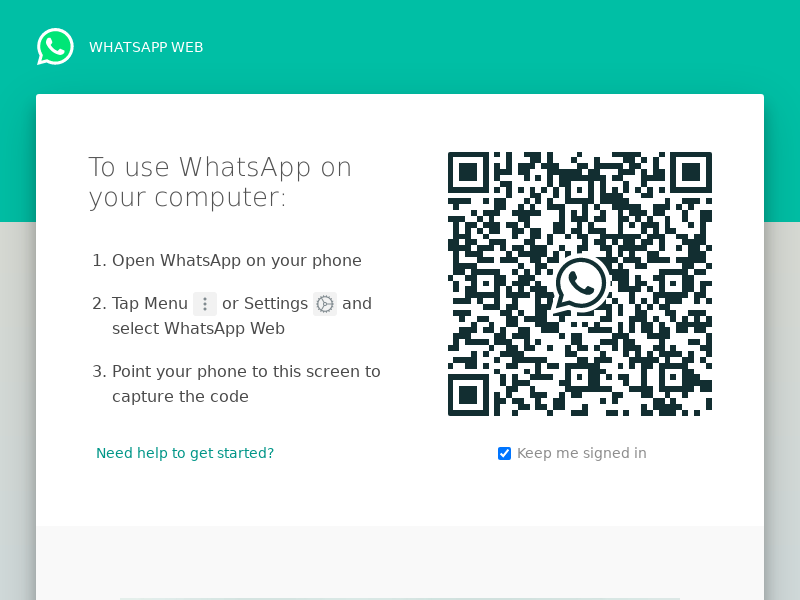 WHATSAPP WEB
To use WhatsApp on
your computer:
1. Open WhatsApp on your phone
2. Tap Menu or Settings and
select WhatsApp Web
3. Point your phone to this screen to
capture the code
Need help to get started?
Keep me signed in